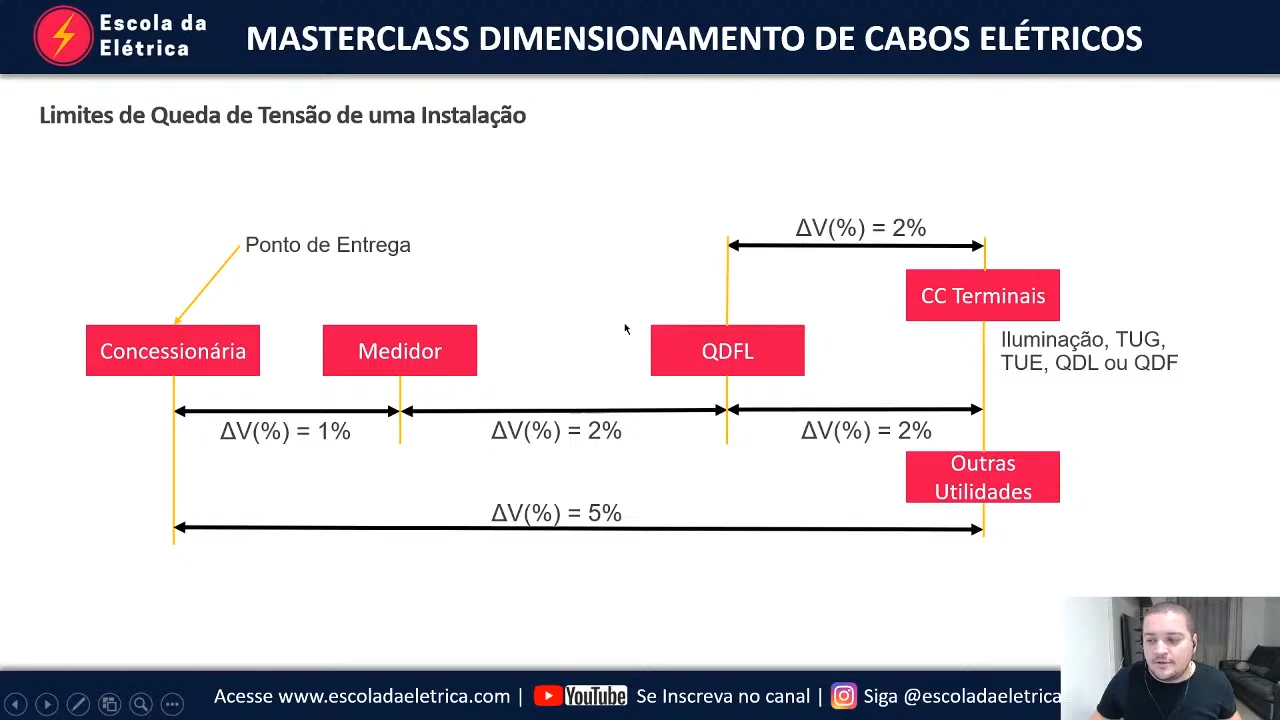 Escola da
Elétrica
MASTERCLASS DIMENSIONAMENTO DE CABOS ELÉTRICOS
Limites de Queda de Tensão de uma Instalação
ΔV(%) = 2%
Ponto de Entrega
CC Terminais
Concessionária
Medidor
QDFL
Iluminação, TUG,
TUE, QDL ou QDF
ΔV(%) = 1%
ΔV(%) = 2%
ΔV(%) = 2%
Outras
Utilidades
ΔV(%) = 5%
Acesse www.escoladaeletrica.com | YouTube Se Inscreva no canal | Siga @escoladaeletrica